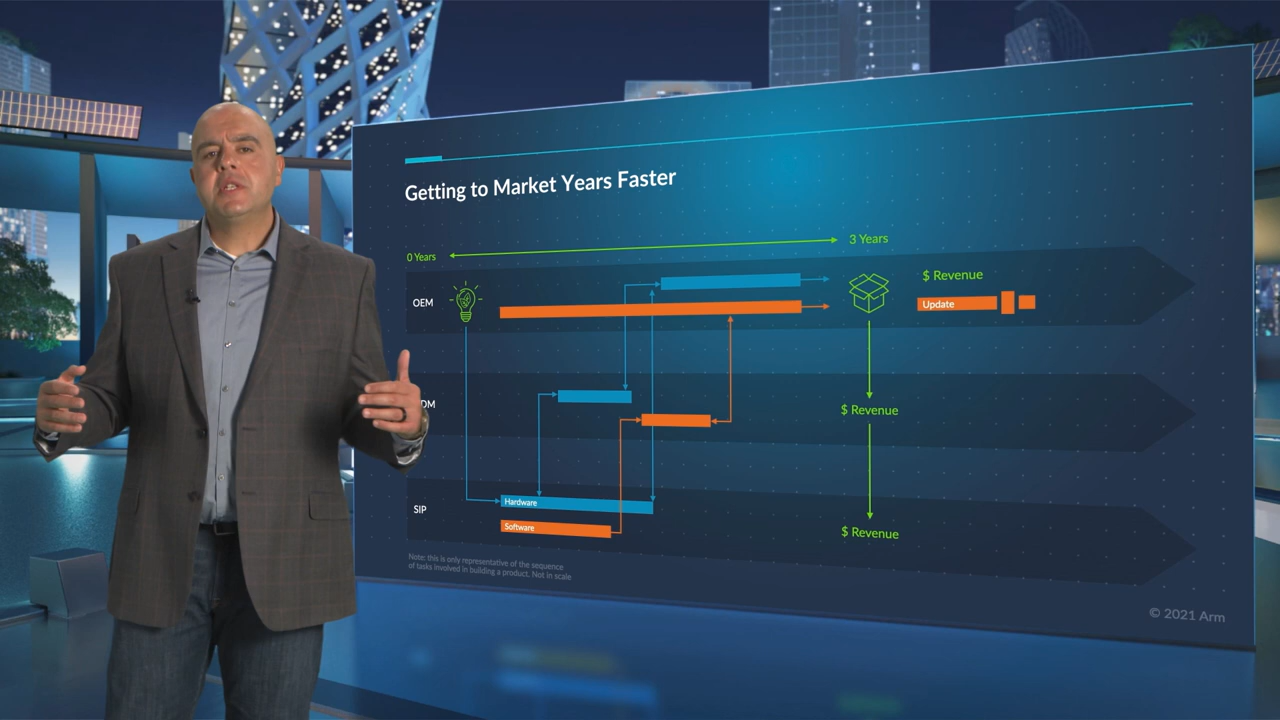 Getting to Market Years Faster
0 Years
3 Years
OEM
$ Revenue
Update
DM
$ Revenue
SIP
Hardware
Software
$ Revenue
Note: this is only representative of the sequence
of tasks involved in building a product. Not in scale
© 2021 Arm